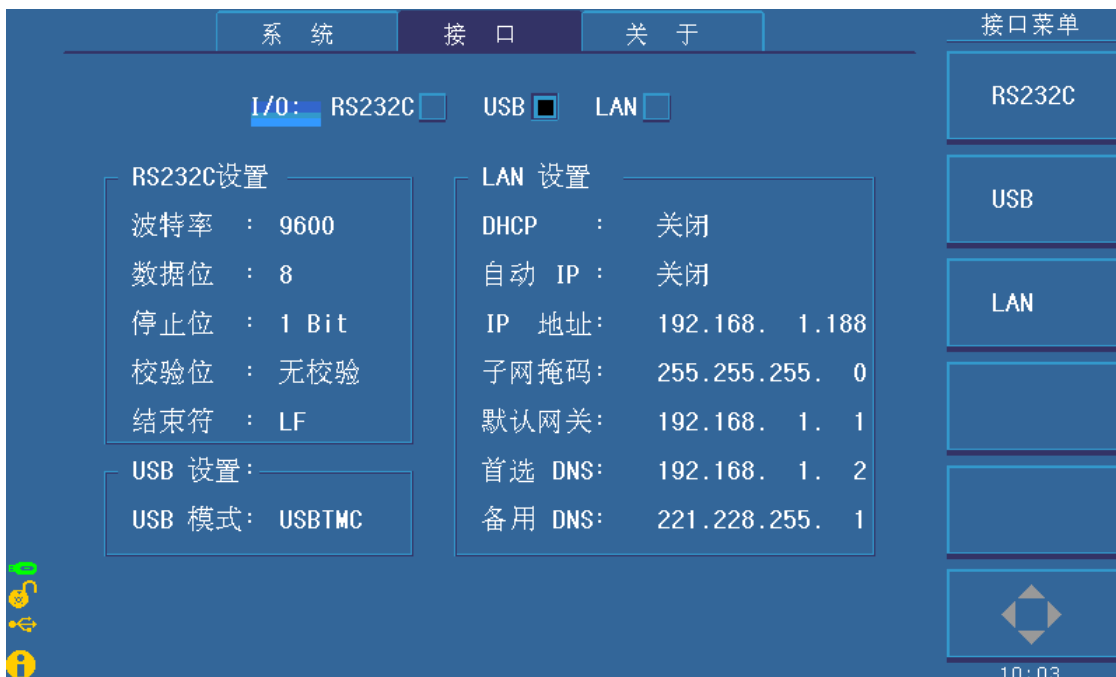 系 统 接 口 关 于
接口菜单
I/O: RS232C USB LAN
RS232C设置
波特率 : 9600
数据位 : 8
停止位 : 1 Bit
校验位 : 无校验
结束符 : LF
USB 设置:
USB 模式: USBTMC
LAN 设置
DHCP : 关闭
自动 IP : 关闭
IP 地址: 192.168. 1.188
子网掩码: 255.255.255. 0
默认网关: 192.168. 1. 1
首选 DNS: 192.168. 1. 2
备用 DNS: 221.228.255. 1
RS232C
USB
LAN
10:03